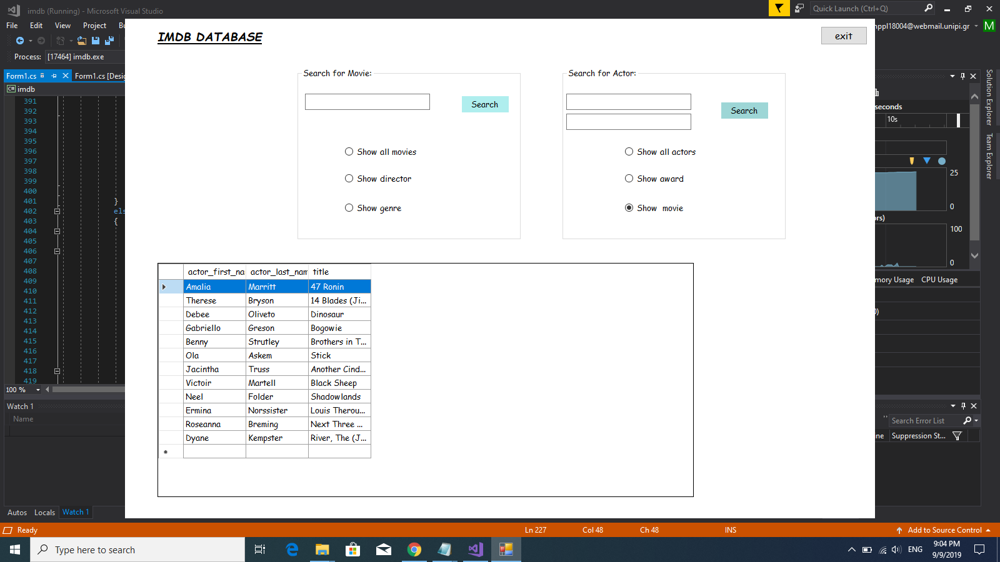 imdb (Running) - Microsoft Visual Studio
Quick Launch (Ctrl+Q)
File Edit View Project Bu
mppl18004@webmail.unipi.gr M
Process: [17464] imdb.exe
Form1.cs Form1.cs [Desig
C# imdb
IMDB DATABASE
exit
Search for Movie:
Search
Show all movies
Show director
Show genre
Search for Actor:
Search
Show all actors
Show award
Show movie
actor_first_na actor_last_nam title
Amalia Marritt 47 Ronin
Therese Bryson 14 Blades (Ji...
Debee Oliveto Dinosaur
Gabriello Greson Bogowie
Benny Strutley Brothers in T...
Ola Askem Stick
Jacintha Truss Another Cind...
Victoir Martell Black Sheep
Neel Folder Shadowlands
Ermina Norssister Louis Therou...
Roseanna Breming Next Three ...
Dyane Kempster River, The (J...
391
392
393
394
395
396
397
398
399
400
401 }
402 els
403 {
404
405
406
407
408
409
410
411
412
413
414
415
416
417
418
419
100 %
Watch 1
Name
Autos Locals Watch 1
Solution Explorer
Team Explorer
seconds
10s
25
0
rs)
100
0
mory Usage CPU Usage
0)
Search Error List
ine Suppression St...
Ready
Ln 227 Col 48 Ch 48 INS
Add to Source Control
Type here to search
ENG
9:04 PM
9/9/2019